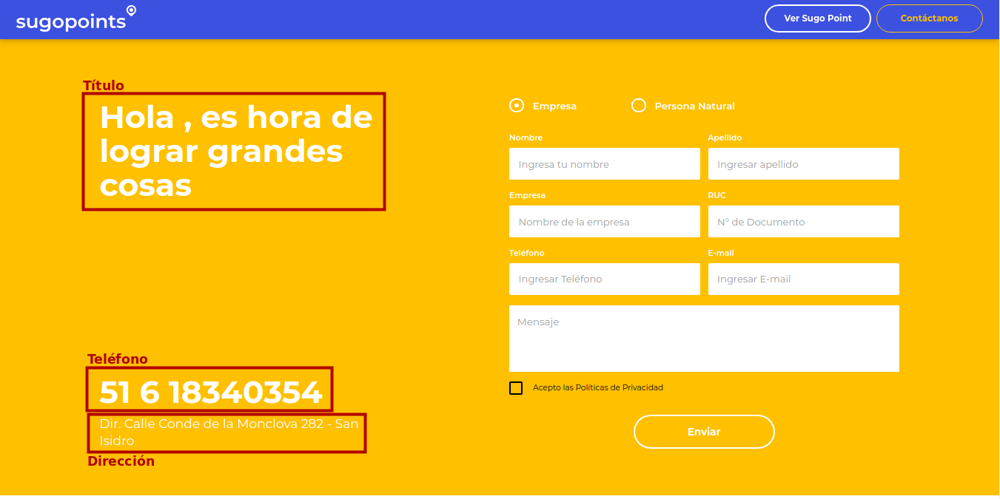 sugopoints
Ver Sugo Point
Contáctanos
Título
Hola , es hora de
lograr grandes
cosas
Teléfono
51 6 18340354
Dir. Calle Conde de la Monclova 282 - San
Isidro
Dirección
Empresa
Persona Natural
Nombre
Apellido
Ingresa tu nombre
Ingresar apellido
Empresa
RUC
Nombre de la empresa
N° de Documento
Teléfono
E-mail
Ingresar Teléfono
Ingresar E-mail
Mensaje
Acepto las Políticas de Privacidad
Enviar